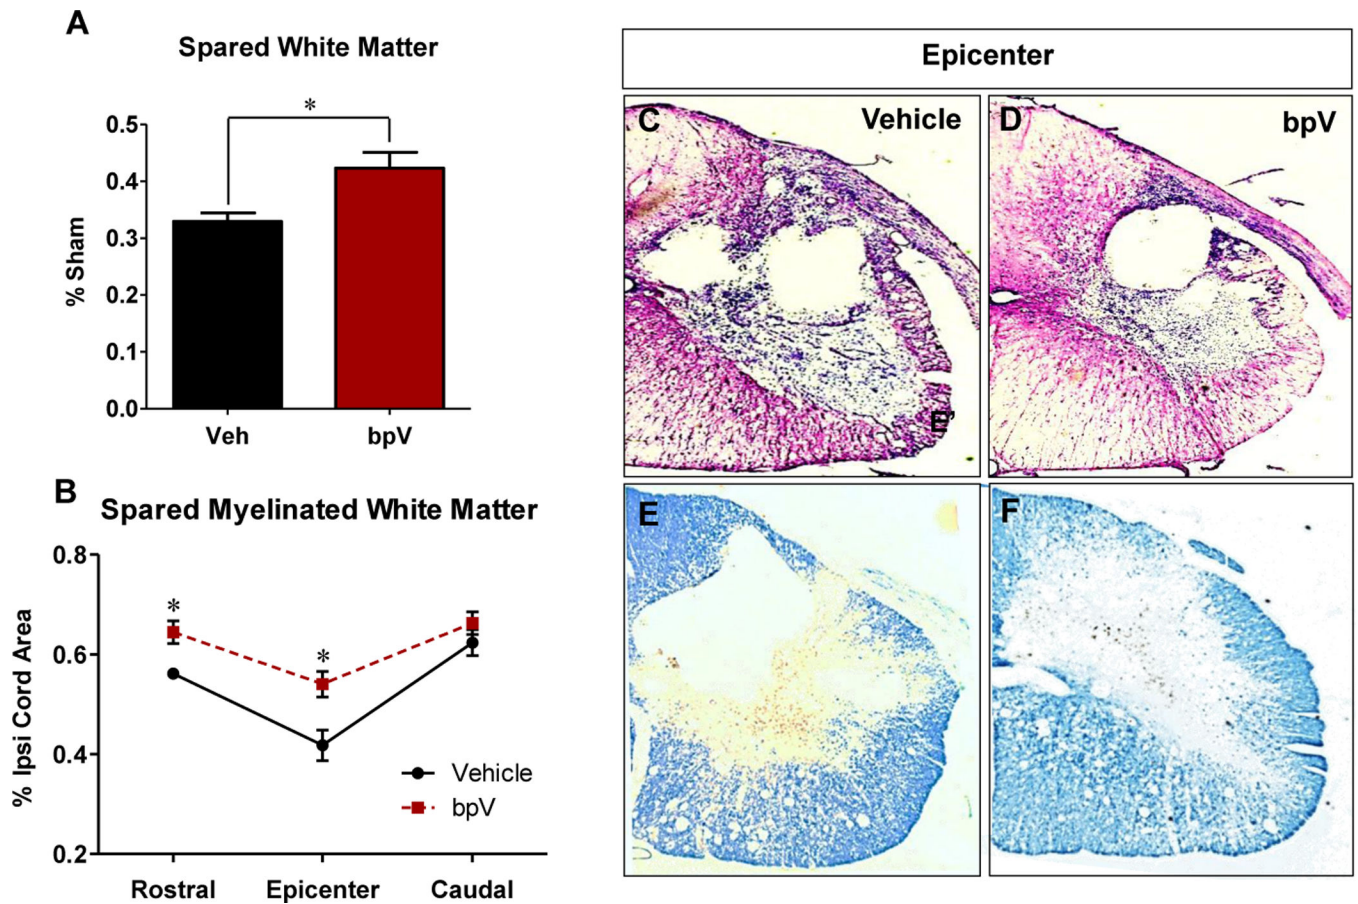 A
Spared White Matter
*
0.5
0.4
0.3
0.2
0.1
0.0
% Sham
Veh bpV
B
Spared Myelinated White Matter
0.8
0.6
0.4
0.2
% Ipsi Cord Area
*
*
Vehicle
bpV
Rostral Epicenter Caudal
Epicenter
C Vehicle
D bpV
E'
E
F